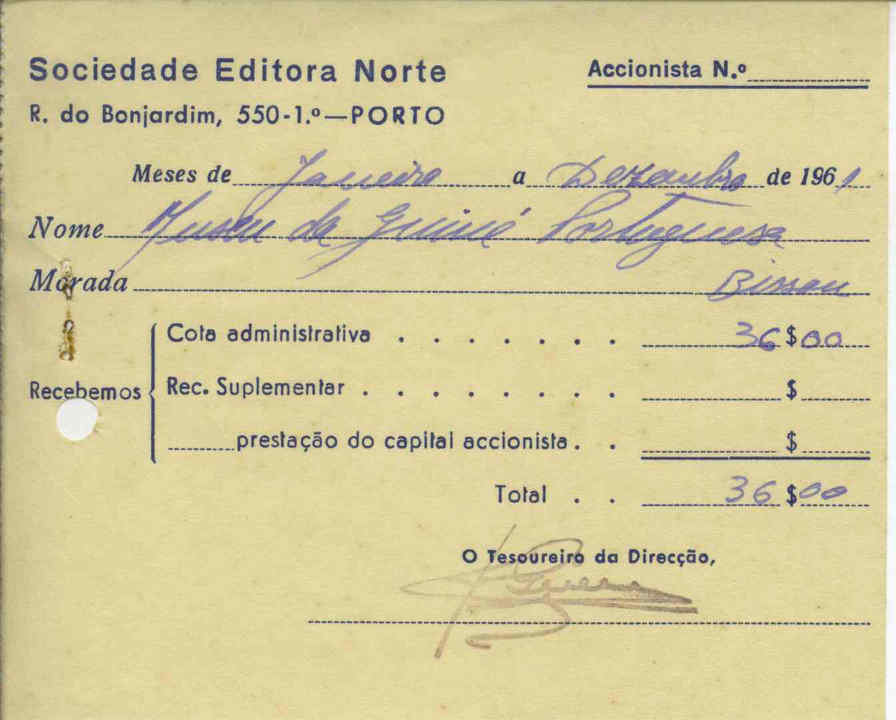 Sociedade Editora Norte
Accionista N.º
R. do Bonjardim, 550-1.º—PORTO
Meses de Janeiro a Dezembro de 1961
Nome Museu da Guiné Portuguesa
Morada Bissau
Recebemos
Cota administrativa . . . . . . . 36$00
Rec. Suplementar . . . . . . . . $
prestação do capital accionista . . $
Total . . 36$00
O Tesoureiro da Direcção,